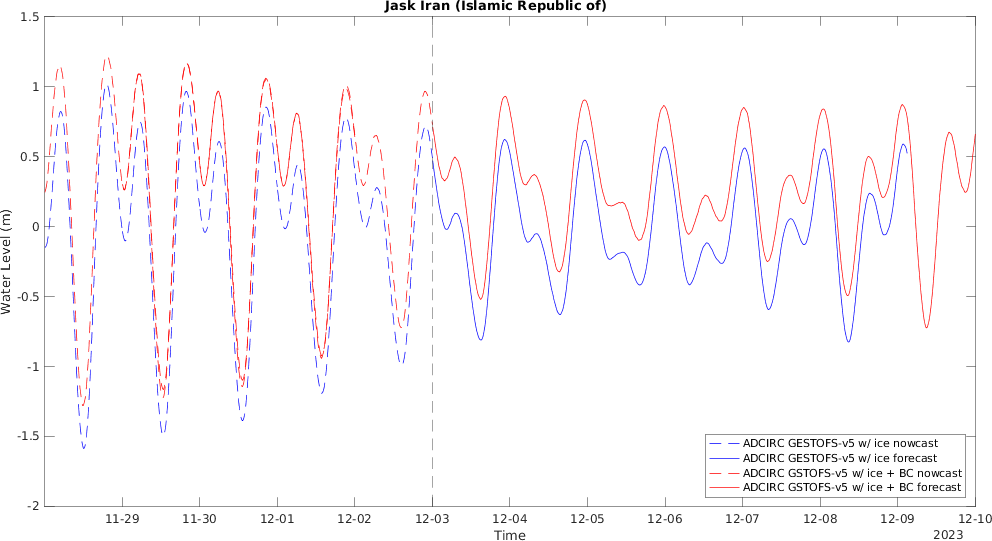 Jask Iran (Islamic Republic of)
1.5
1
0.5
0
-0.5
-1
-1.5
-2
Water Level (m)
ADCIRC GESTOFS-v5 w/ ice nowcast
ADCIRC GESTOFS-v5 w/ ice forecast
ADCIRC GSTOFS-v5 w/ ice + BC nowcast
ADCIRC GSTOFS-v5 w/ ice + BC forecast
11-29 11-30 12-01 12-02 12-03 12-04 12-05 12-06 12-07 12-08 12-09 12-10
Time
2023